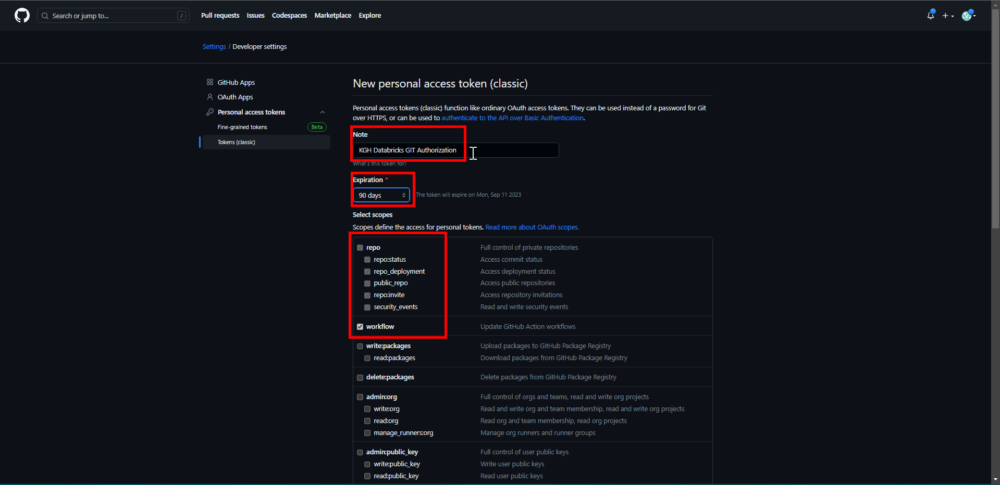 Search or jump to... /
Pull requests Issues Codespaces Marketplace Explore
Settings / Developer settings
GitHub Apps
OAuth Apps
Personal access tokens
Fine-grained tokens Beta
Tokens (classic)
New personal access token (classic)
Personal access tokens (classic) function like ordinary OAuth access tokens. They can be used instead of a password for Git
over HTTPS, or can be used to authenticate to the API over Basic Authentication.
Note
KGH Databricks GIT Authorization
What's this token for?
Expiration *
90 days The token will expire on Mon, Sep 11 2023
Select scopes
Scopes define the access for personal tokens. Read more about OAuth scopes.
repo Full control of private repositories
repo:status Access commit status
repo_deployment Access deployment status
public_repo Access public repositories
repo:invite Access repository invitations
security_events Read and write security events
workflow Update GitHub Action workflows
write:packages Upload packages to GitHub Package Registry
read:packages Download packages from GitHub Package Registry
delete:packages Delete packages from GitHub Package Registry
admin:org Full control of orgs and teams, read and write org projects
write:org Read and write org and team membership, read and write org projects
read:org Read org and team membership, read org projects
manage_runners:org Manage org runners and runner groups
admin:public_key Full control of user public keys
write:public_key Write user public keys
read:public_key Read user public keys